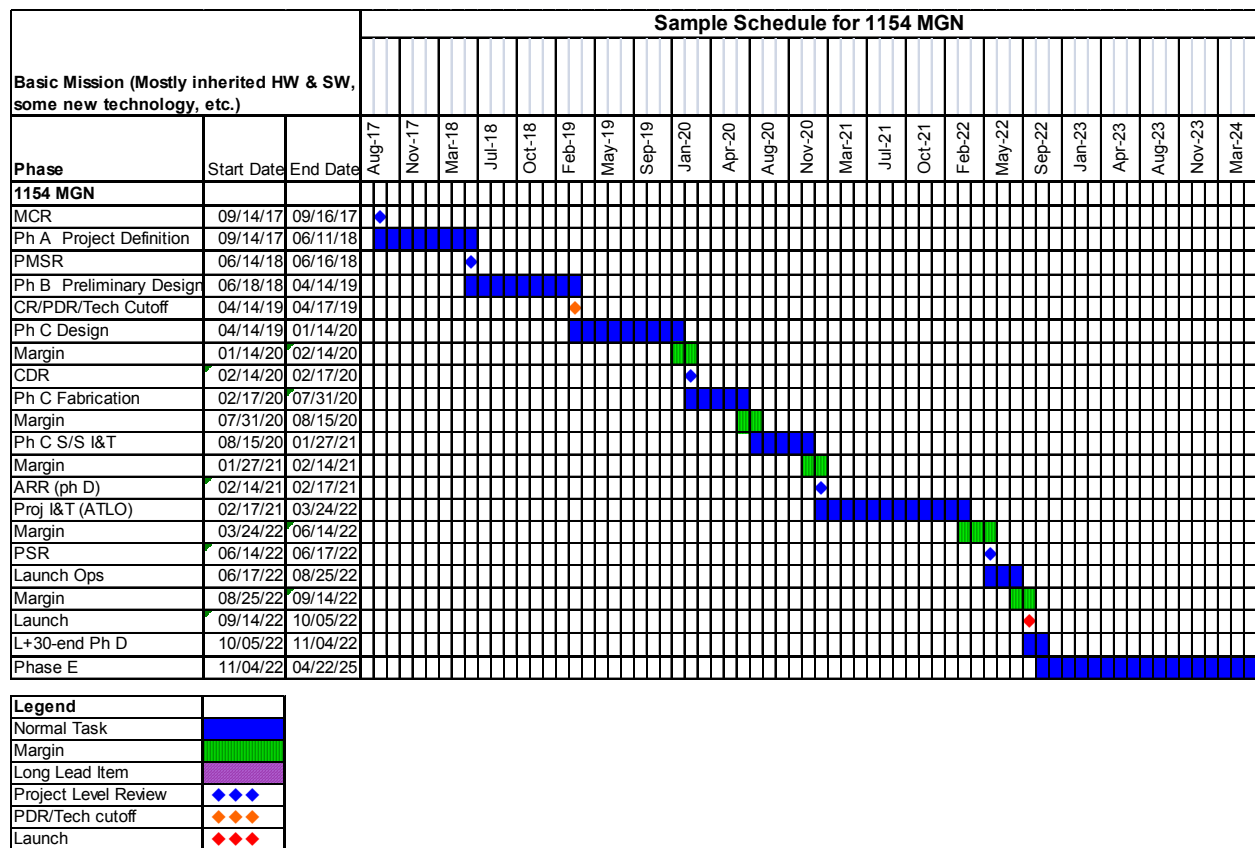 Sample Schedule for 1154 MGN
Basic Mission (Mostly inherited HW & SW,
some new technology, etc.)
Phase Start Date End Date Aug-17 Nov-17 Mar-18 Jul-18 Oct-18 Feb-19 May-19 Sep-19 Jan-20 Apr-20 Aug-20 Nov-20 Mar-21 Jul-21 Oct-21 Feb-22 May-22 Sep-22 Jan-23 Apr-23 Aug-23 Nov-23 Mar-24
1154 MGN
MCR 09/14/17 09/16/17
Ph A Project Definition 09/14/17 06/11/18
PMSR 06/14/18 06/16/18
Ph B Preliminary Design 06/18/18 04/14/19
CR/PDR/Tech Cutoff 04/14/19 04/17/19
Ph C Design 04/14/19 01/14/20
Margin 01/14/20 02/14/20
CDR 02/14/20 02/17/20
Ph C Fabrication 02/17/20 07/31/20
Margin 07/31/20 08/15/20
Ph C S/S I&T 08/15/20 01/27/21
Margin 01/27/21 02/14/21
ARR (ph D) 02/14/21 02/17/21
Proj I&T (ATLO) 02/17/21 03/24/22
Margin 03/24/22 06/14/22
PSR 06/14/22 06/17/22
Launch Ops 06/17/22 08/25/22
Margin 08/25/22 09/14/22
Launch 09/14/22 10/05/22
L+30-end Ph D 10/05/22 11/04/22
Phase E 11/04/22 04/22/25
Legend
Normal Task
Margin
Long Lead Item
Project Level Review
PDR/Tech cutoff
Launch